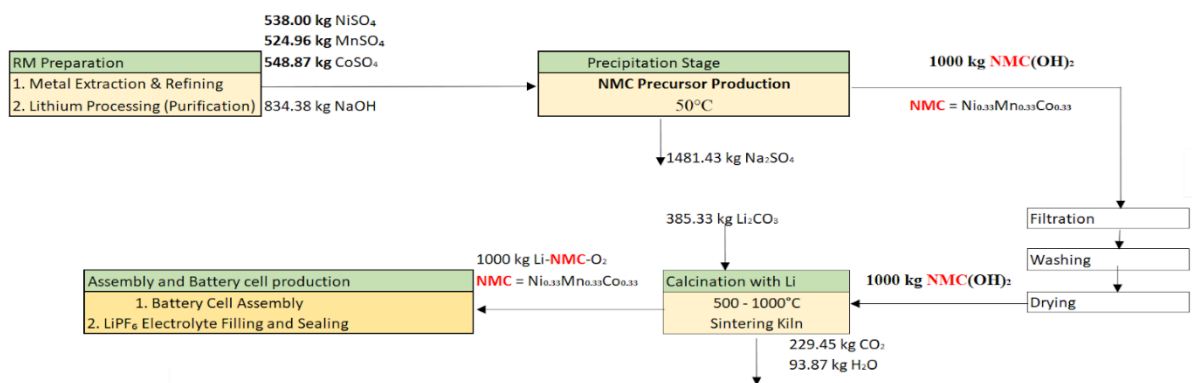 538.00 kg NiSO₄
524.96 kg MnSO₄
548.87 kg CoSO₄
RM Preparation
1. Metal Extraction & Refining
2. Lithium Processing (Purification)
834.38 kg NaOH
Precipitation Stage
NMC Precursor Production
50°C
1481.43 kg Na₂SO₄
1000 kg NMC(OH)₂
NMC = Ni₀.₃₃Mn₀.₃₃Co₀.₃₃
Filtration
Washing
Drying
1000 kg NMC(OH)₂
385.33 kg Li₂CO₃
Calcination with Li
500 - 1000°C
Sintering Kiln
229.45 kg CO₂
93.87 kg H₂O
1000 kg Li-NMC-O₂
NMC = Ni₀.₃₃Mn₀.₃₃Co₀.₃₃
Assembly and Battery cell production
1. Battery Cell Assembly
2. LiPF₆ Electrolyte Filling and Sealing